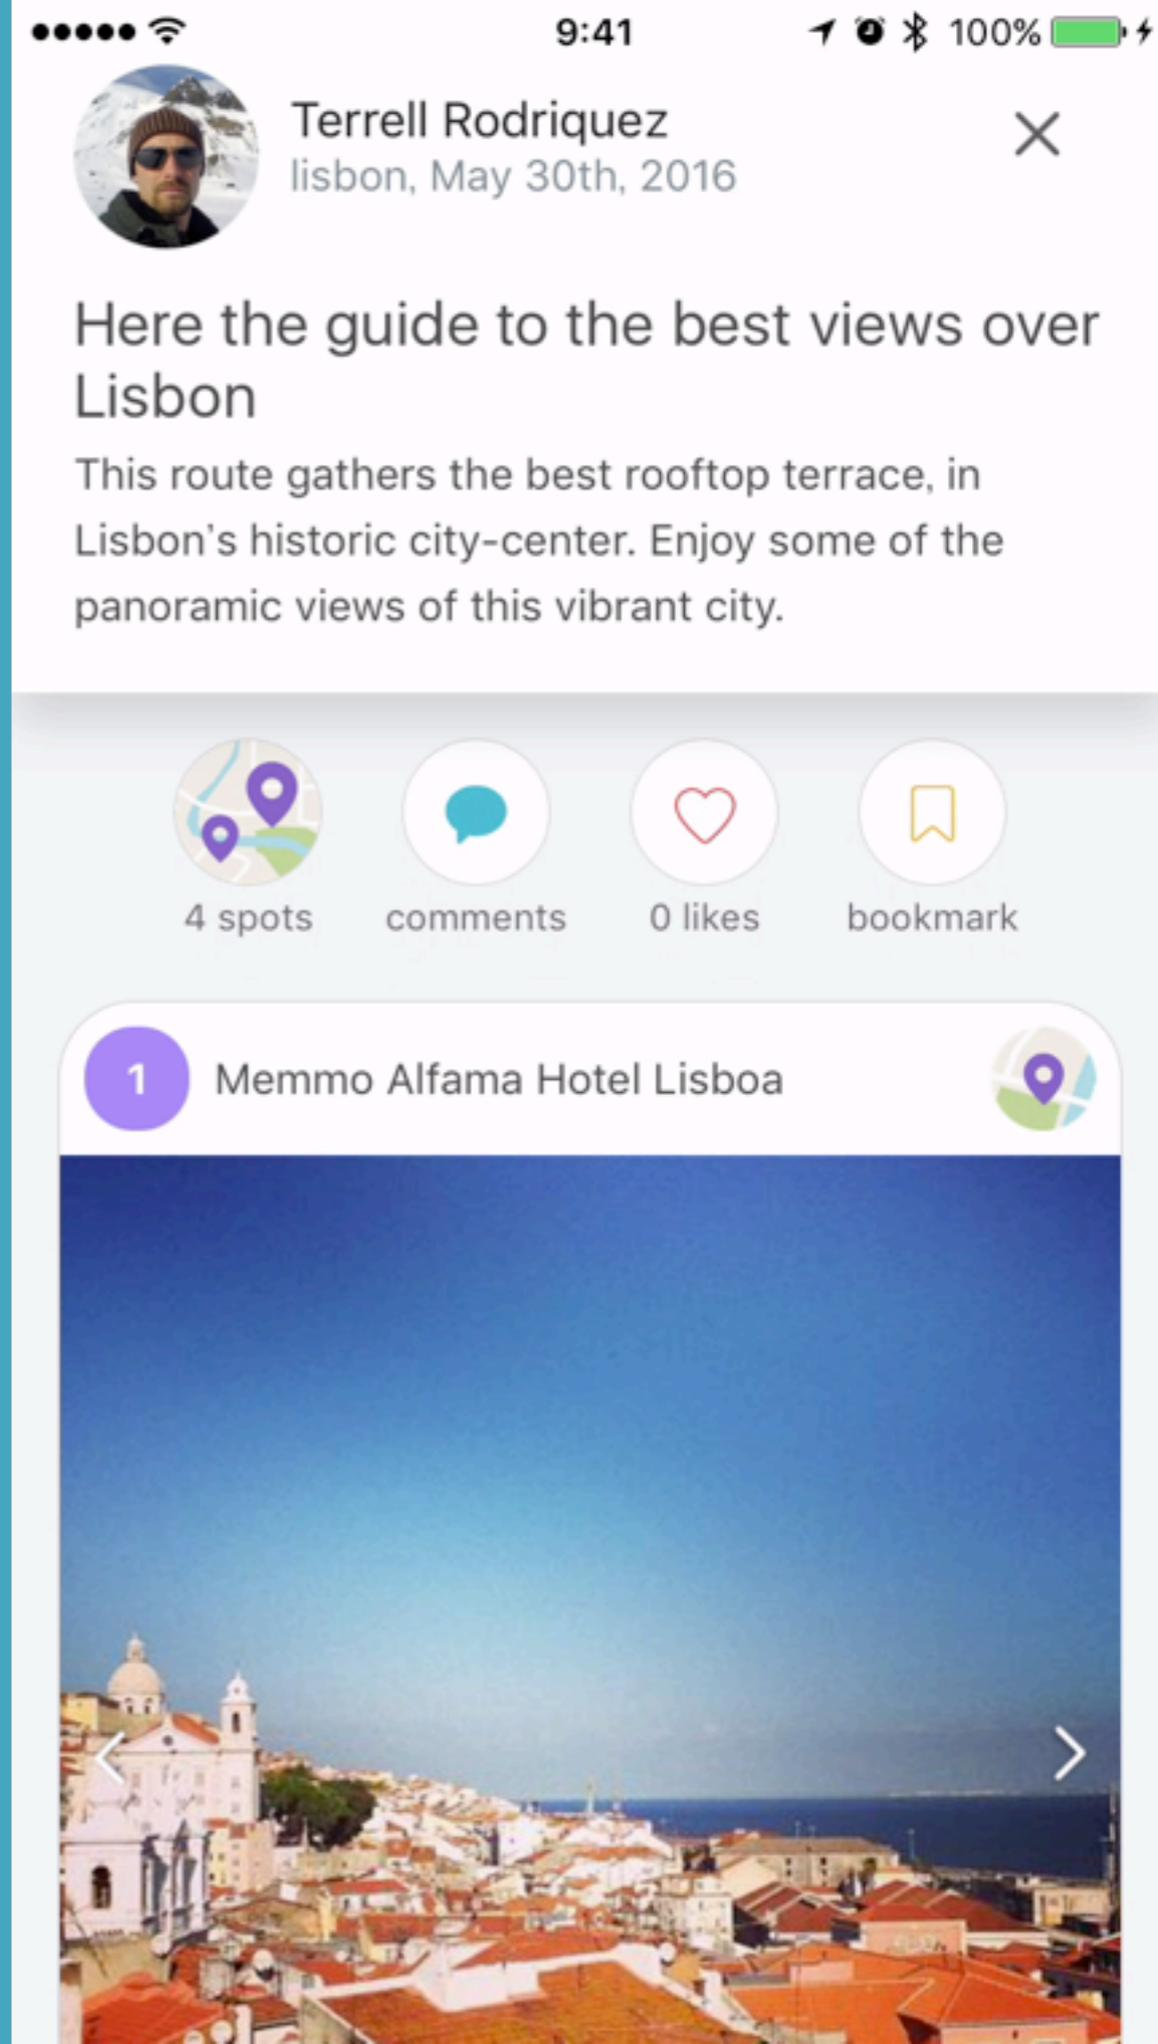 9:41
100%
Terrell Rodriquez
lisbon, May 30th, 2016
Here the guide to the best views over
Lisbon
This route gathers the best rooftop terrace, in
Lisbon's historic city-center. Enjoy some of the
panoramic views of this vibrant city.
4 spots
comments
0 likes
bookmark
1
Memmo Alfama Hotel Lisboa